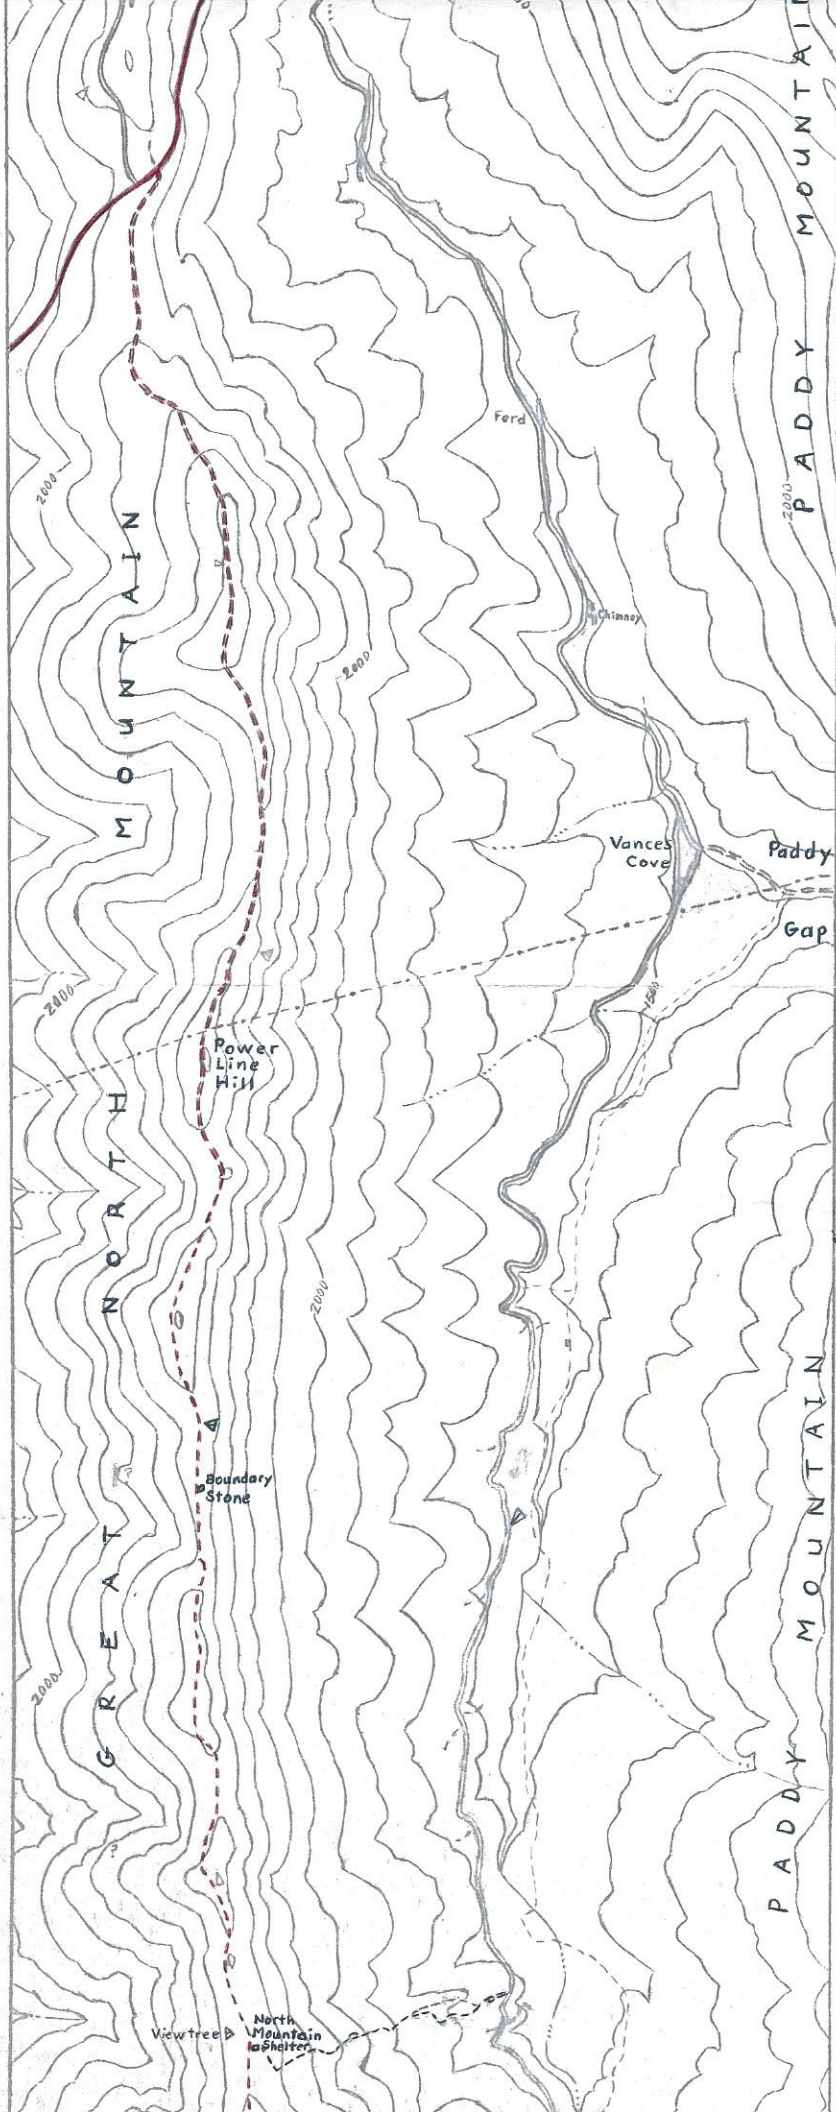 PADDY MOUNTAIN
2000
2000
Ford
GREAT NORTH MOUNTAIN
Chimney
2000
Vances
Cove
Paddy
Gap
2000
1500
Power
Line
Hill
2000
PADDY MOUNTAIN
Boundary
Stone
2000
Viewtree
North
Mountain
Shelter